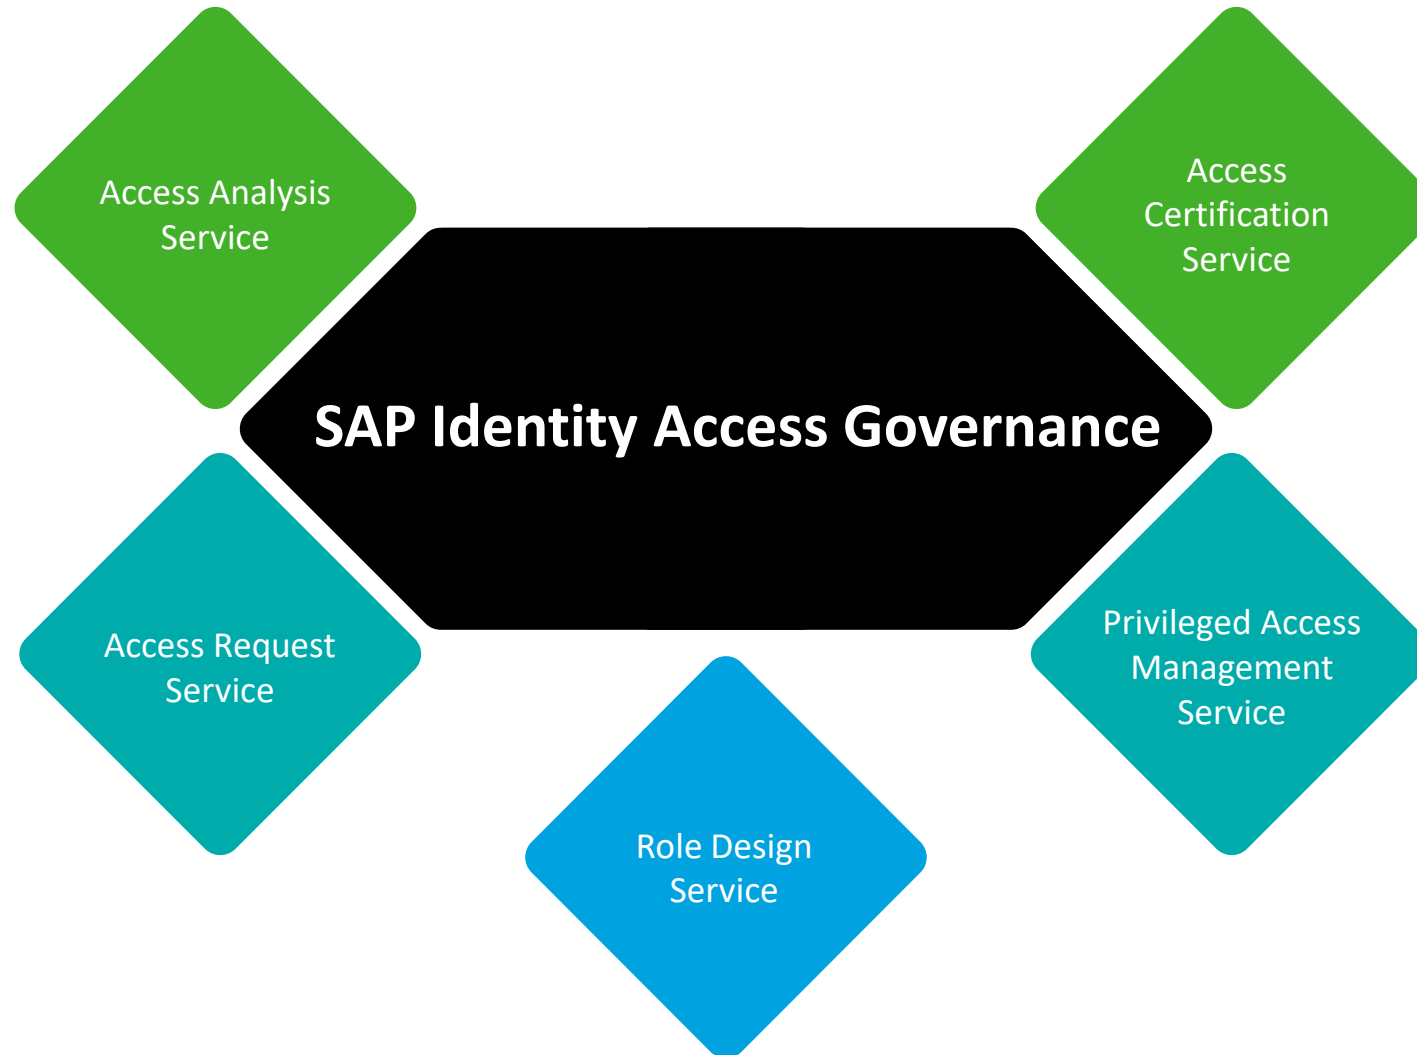 Access Analysis
Service
Access
Certification
Service
SAP Identity Access Governance
Access Request
Service
Privileged Access
Management
Service
Role Design
Service